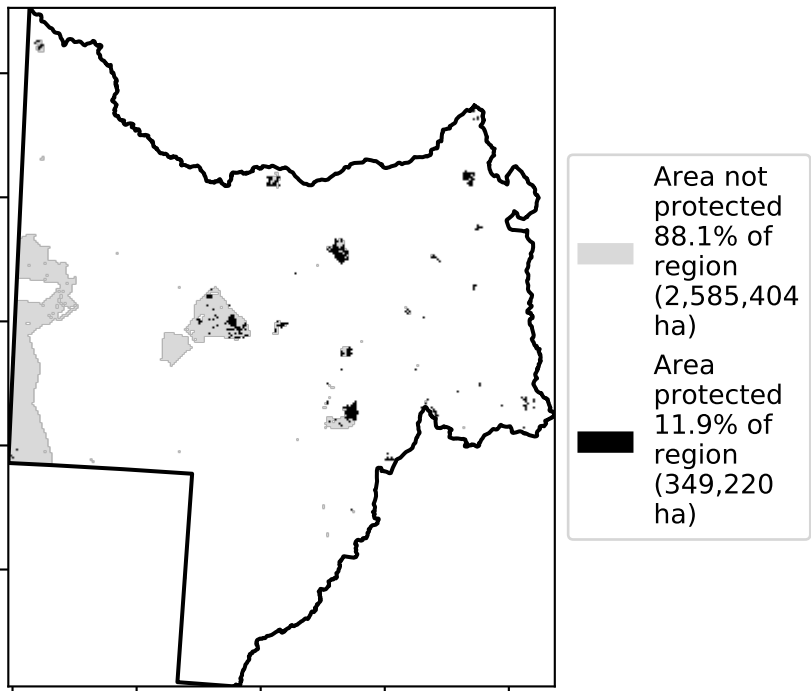 Area not
protected
88.1% of
region
(2,585,404
ha)
Area
protected
11.9% of
region
(349,220
ha)